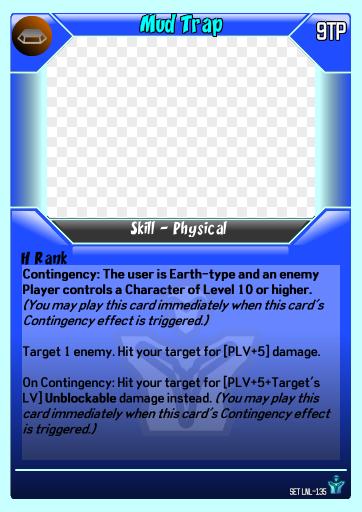 Mud Trap
9TP
Skill - Physical
H Rank
Contingency: The user is Earth-type and an enemy
Player controls a Character of Level 10 or higher.
(You may play this card immediately when this card's
Contingency effect is triggered.)
Target 1 enemy. Hit your target for [PLV+5] damage.
On Contingency: Hit your target for [PLV+5+Target's
LV] Unblockable damage instead. (You may play this
card immediately when this card's Contingency effect
is triggered.)
SET LNL-135